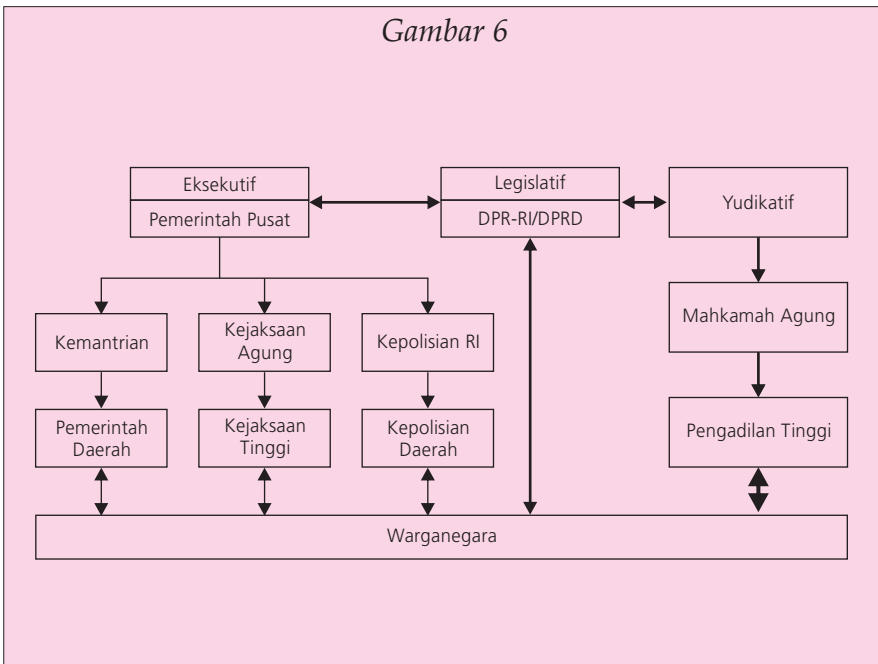 Gambar 6
Eksekutif
Pemerintah Pusat
Legislatif
DPR-RI/DPRD
Yudikatif
Kemantrian
Kejaksaan
Agung
Kepolisian RI
Mahkamah Agung
Pemerintah
Daerah
Kejaksaan
Tinggi
Kepolisian
Daerah
Pengadilan Tinggi
Warganegara